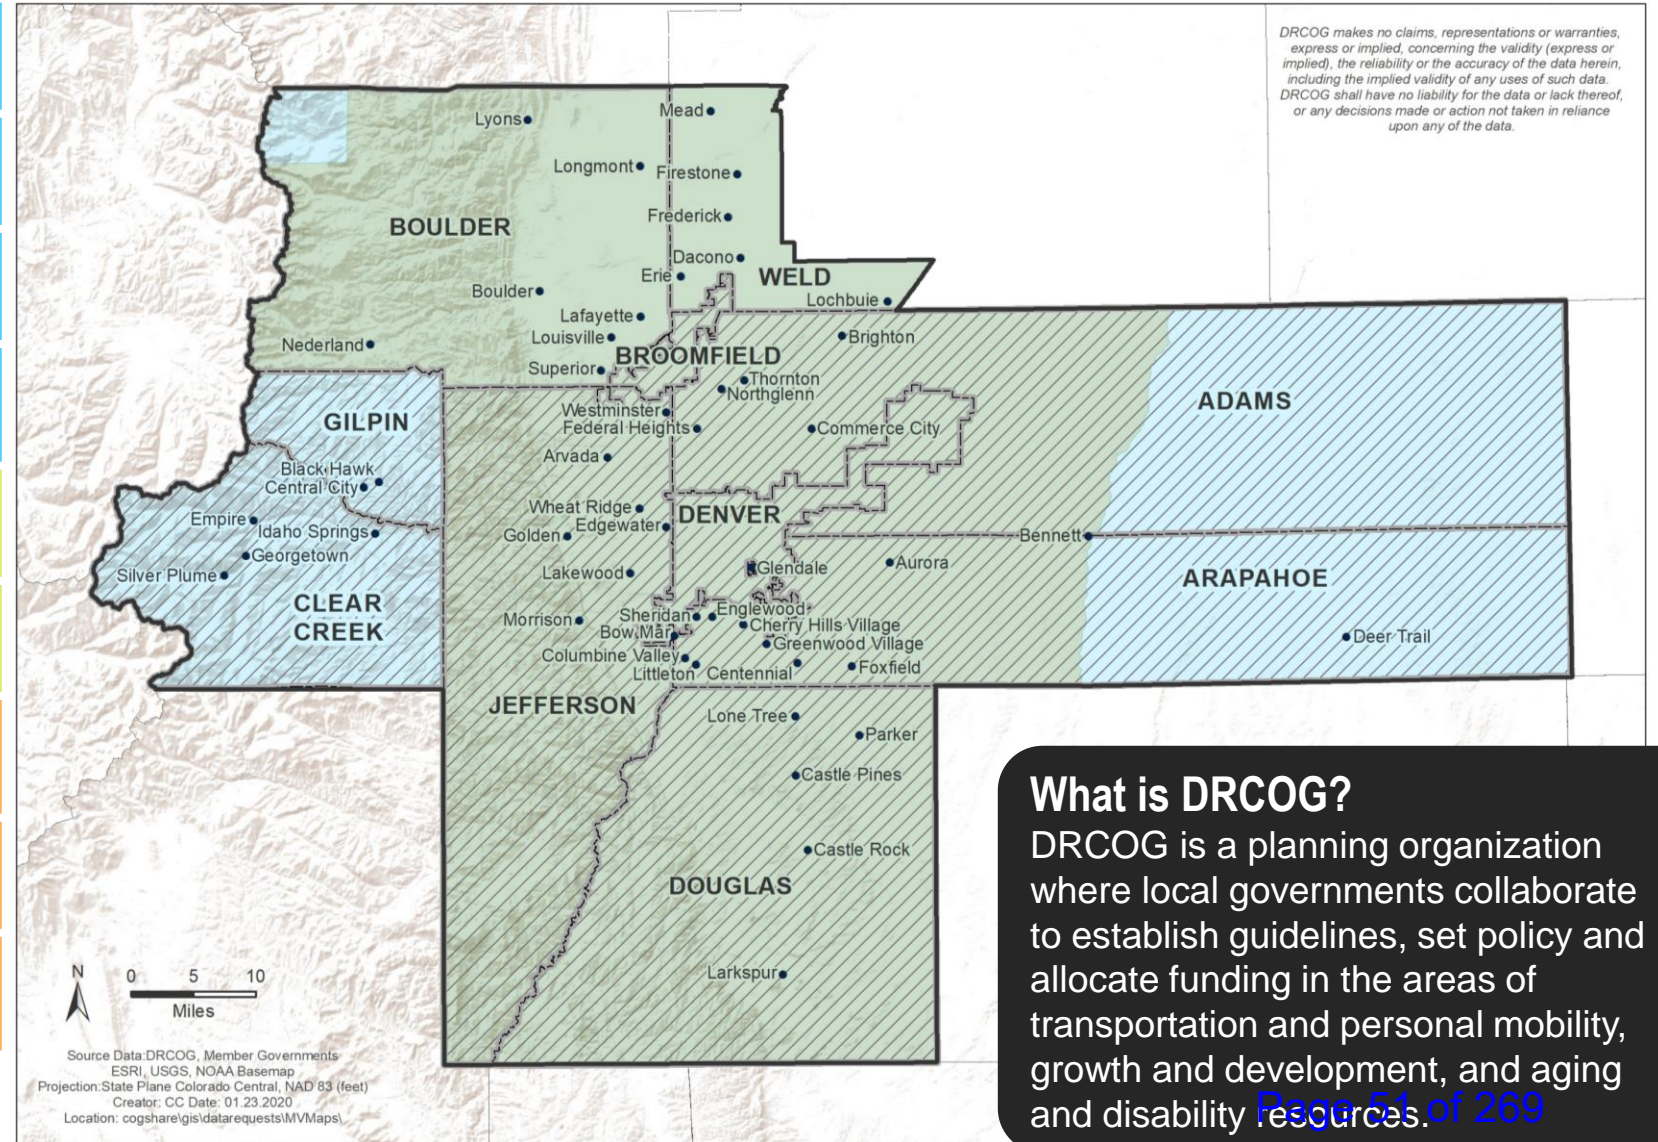 DRCOG makes no claims, representations or warranties,
express or implied, concerning the validity (express or
implied), the reliability or the accuracy of the data herein,
including the implied validity of any uses of such data.
DRCOG shall have no liability for the data or lack thereof,
or any decisions made or action not taken in reliance
upon any of the data.
Lyons
Mead
Longmont
Firestone
BOULDER
Frederick
Dacono
Erie
WELD
Boulder
Lochbuie
Lafayette
Louisville
Brighton
Nederland
BROOMFIELD
Superior
Thornton
Northglenn
ADAMS
Westminster
GILPIN
Federal Heights
Commerce City
Arvada
Black Hawk
Central City
Wheat Ridge
DENVER
Empire
Edgewater
Idaho Springs
Golden
Bennett
Georgetown
Aurora
Glendale
Silver Plume
Lakewood
ARAPAHOE
CLEAR
CREEK
Englewood
Sheridan
Morrison
Cherry Hills Village
Bow Mar
Deer Trail
Greenwood Village
Columbine Valley
Littleton
Centennial
Foxfield
JEFFERSON
Lone Tree
Parker
Castle Pines
Castle Rock
DOUGLAS
Larkspur
What is DRCOG?
DRCOG is a planning organization
where local governments collaborate
to establish guidelines, set policy and
allocate funding in the areas of
transportation and personal mobility,
growth and development, and aging
and disability resources.
Page 51 of 269
N
0 5 10
Miles
Source Data:DRCOG, Member Governments
ESRI, USGS, NOAA Basemap
Projection:State Plane Colorado Central, NAD 83 (feet)
Creator: CC Date: 01.23.2020
Location: cogshare\gis\datarequests\MVMaps\